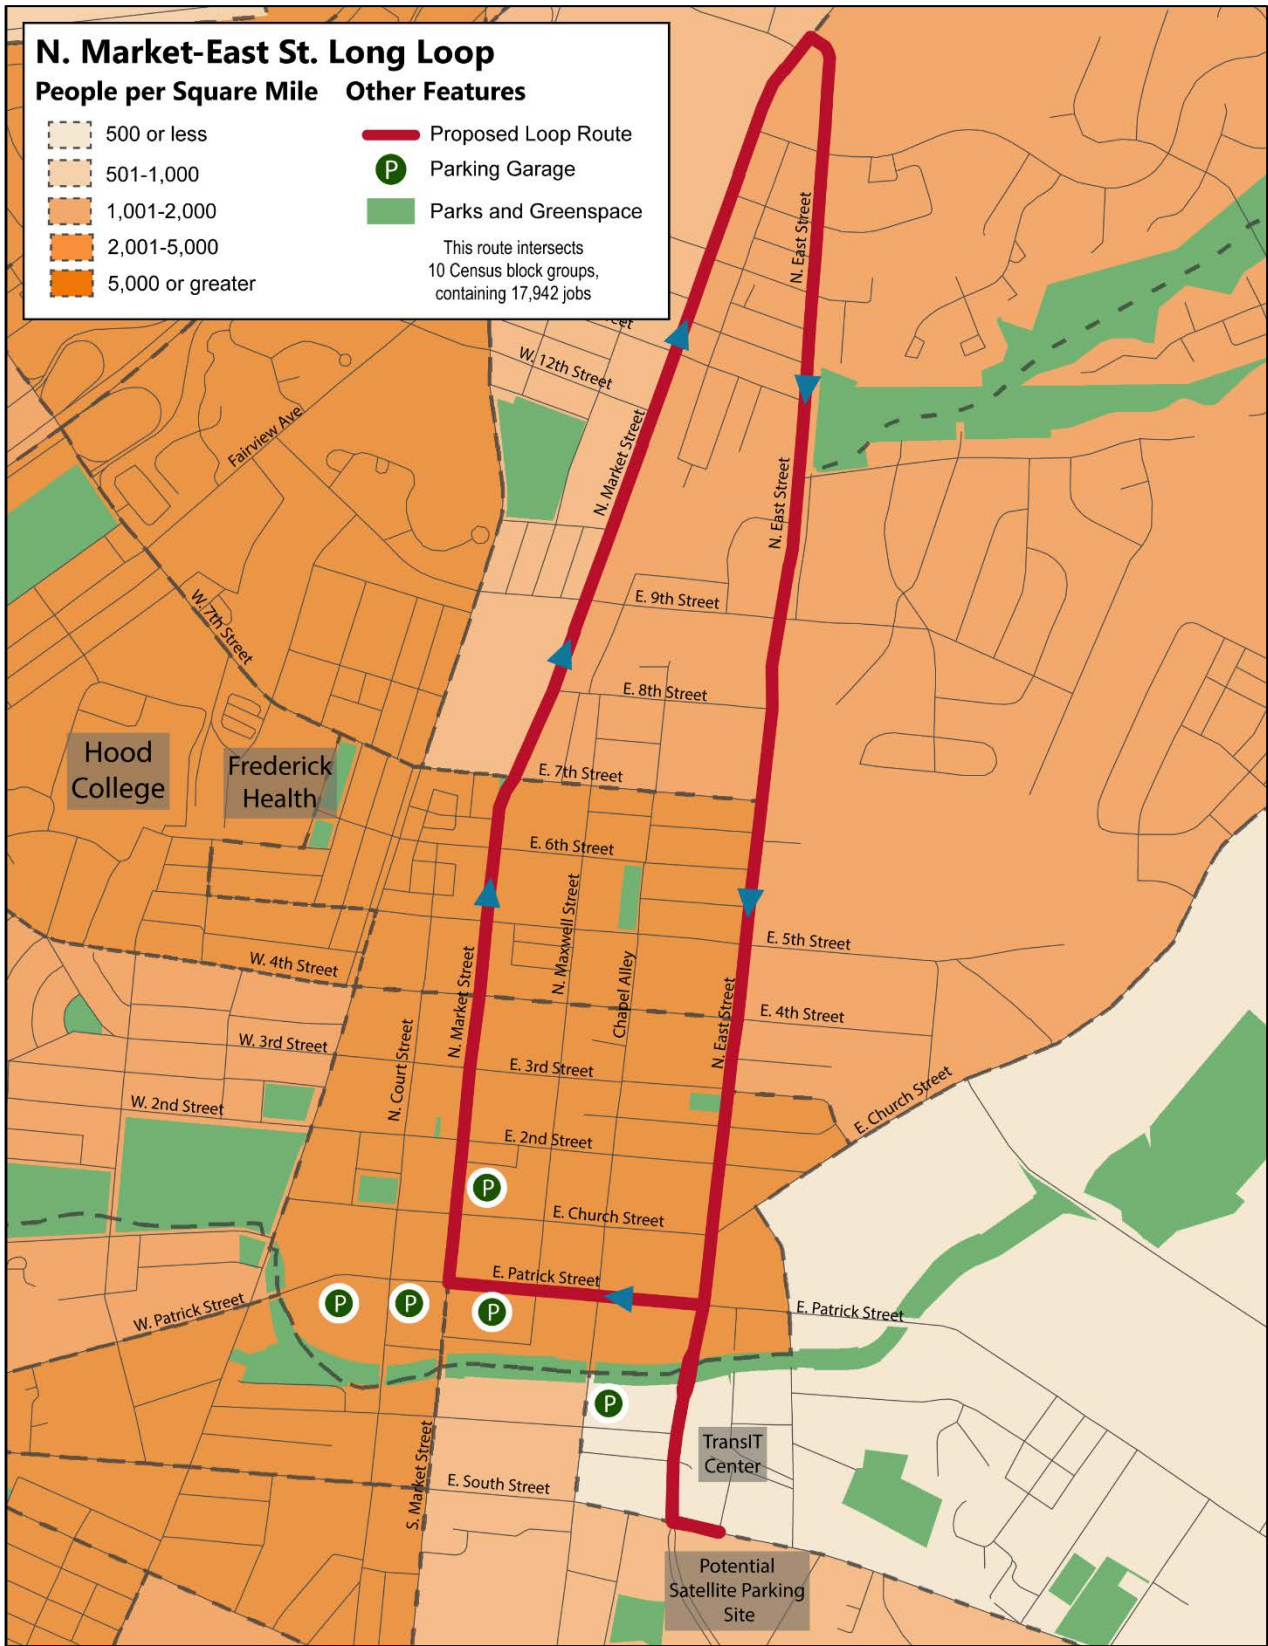 N. Market-East St. Long Loop
People per Square Mile
500 or less
501-1,000
1,001-2,000
2,001-5,000
5,000 or greater
Other Features
Proposed Loop Route
P
Parking Garage
Parks and Greenspace
This route intersects
10 Census block groups,
containing 17,942 jobs
W. 12th Street
N. East Street
Fairview Ave
N. Market Street
N. East Street
E. 9th Street
W. 7th Street
E. 8th Street
Hood
College
Frederick
Health
E. 7th Street
E. 6th Street
N. Maxwell Street
E. 5th Street
W. 4th Street
N. Market Street
Chapel Alley
N. East Street
E. 4th Street
W. 3rd Street
N. Court Street
E. 3rd Street
W. 2nd Street
E. Church Street
E. 2nd Street
P
E. Church Street
E. Patrick Street
W. Patrick Street
P
P
P
E. Patrick Street
P
TransIT
Center
S. Market Street
E. South Street
Potential
Satellite Parking
Site